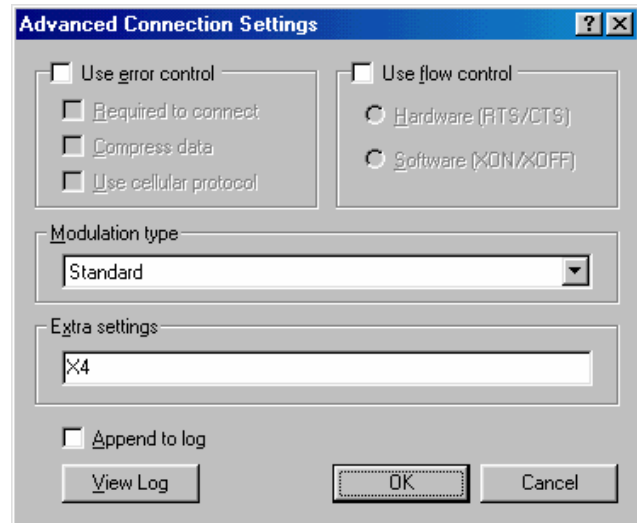 Advanced Connection Settings
Use error control
Required to connect
Compress data
Use cellular protocol
Use flow control
Hardware (RTS/CTS)
Software (XON/XOFF)
Modulation type
Standard
Extra settings
X4
Append to log
View Log
OK
Cancel